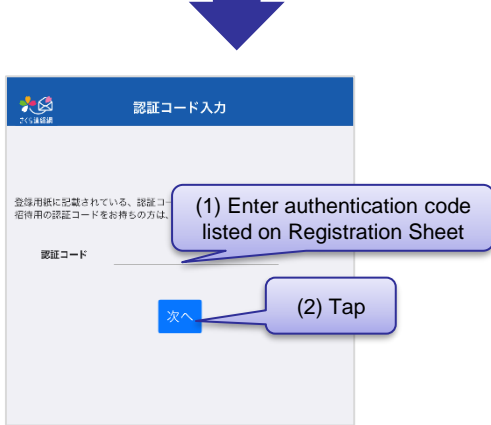 さくら連絡網
認証コード入力
登録用紙に記載されている、認証コー
招待用の認証コードをお持ちの方は、
(1) Enter authentication code
listed on Registration Sheet
認証コード
次へ
(2) Tap